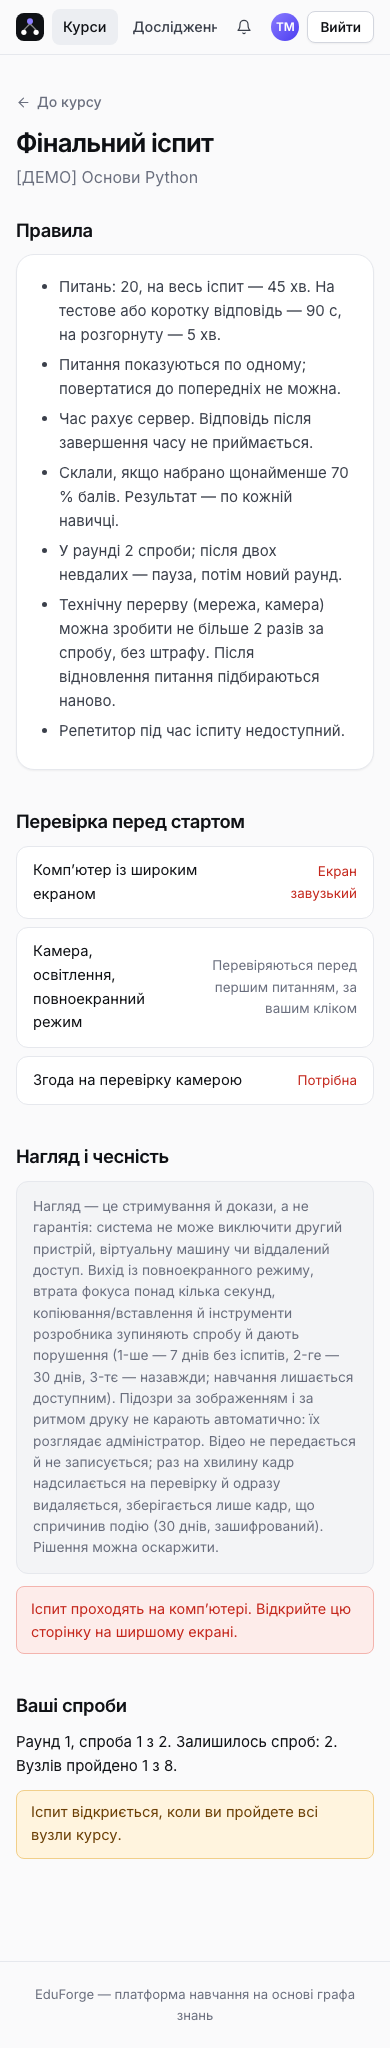 Курси
Дослідженн
ТМ
Вийти
← До курсу
Фінальний іспит
[ДЕМО] Основи Python
Правила
• Питань: 20, на весь іспит — 45 хв. На
тестове або коротку відповідь — 90 с,
на розгорнуту — 5 хв.
• Питання показуються по одному;
повертатися до попередніх не можна.
• Час рахує сервер. Відповідь після
завершення часу не приймається.
• Склали, якщо набрано щонайменше 70
% балів. Результат — по кожній
навичці.
• У раунді 2 спроби; після двох
невдалих — пауза, потім новий раунд.
• Технічну перерву (мережа, камера)
можна зробити не більше 2 разів за
спробу, без штрафу. Після
відновлення питання підбираються
наново.
• Репетитор під час іспиту недоступний.
Перевірка перед стартом
Комп’ютер із широким
екраном
Екран
завузький
Камера,
освітлення,
повноекранний
режим
Перевіряються перед
першим питанням, за
вашим кліком
Згода на перевірку камерою
Потрібна
Нагляд і чесність
Нагляд — це стримування й докази, а не
гарантія: система не може виключити другий
пристрій, віртуальну машину чи віддалений
доступ. Вихід із повноекранного режиму,
втрата фокуса понад кілька секунд,
копіювання/вставлення й інструменти
розробника зупиняють спробу й дають
порушення (1-ше — 7 днів без іспитів, 2-ге —
30 днів, 3-тє — назавжди; навчання лишається
доступним). Підозри за зображенням і за
ритмом друку не карають автоматично: їх
розглядає адміністратор. Відео не передається
й не записується; раз на хвилину кадр
надсилається на перевірку й одразу
видаляється, зберігається лише кадр, що
спричинив подію (30 днів, зашифрований).
Рішення можна оскаржити.
Іспит проходять на комп’ютері. Відкрийте цю
сторінку на ширшому екрані.
Ваші спроби
Раунд 1, спроба 1 з 2. Залишилось спроб: 2.
Вузлів пройдено 1 з 8.
Іспит відкриється, коли ви пройдете всі
вузли курсу.
EduForge — платформа навчання на основі графа
знань